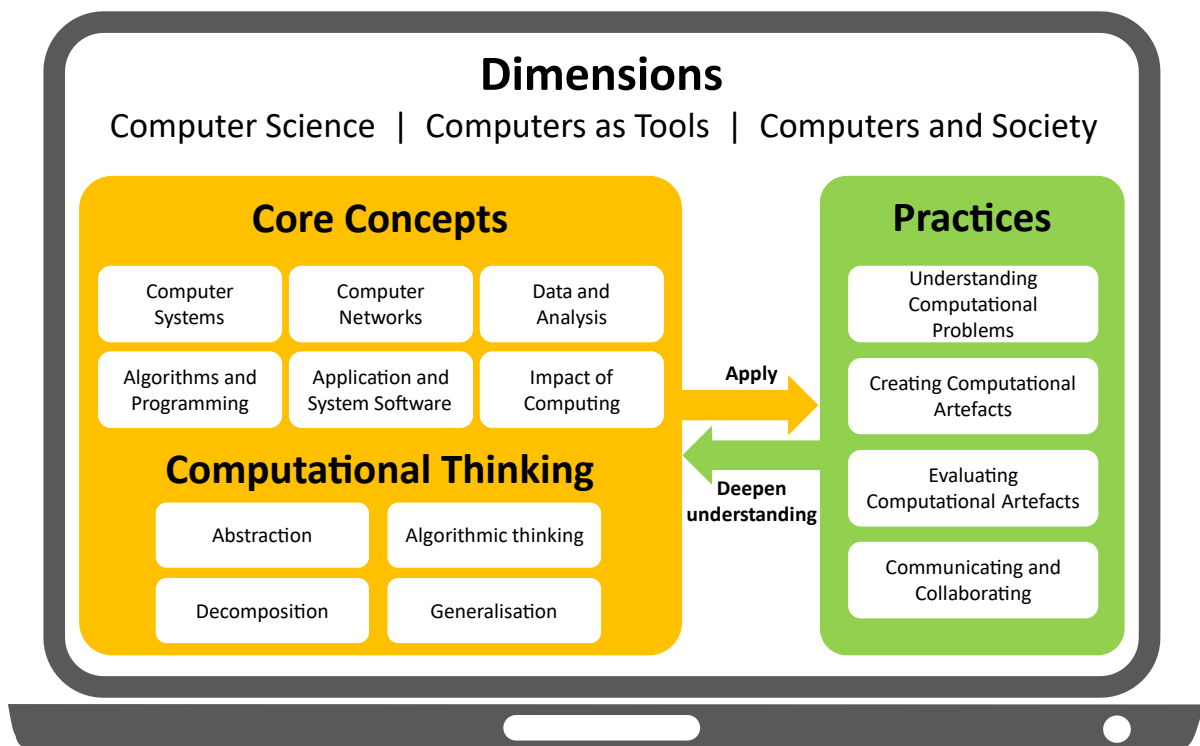 Dimensions
Computer Science | Computers as Tools | Computers and Society
Core Concepts
Computer
Systems
Computer
Networks
Data and
Analysis
Algorithms and
Programming
Application and
System Software
Impact of
Computing
Computational Thinking
Abstraction
Algorithmic thinking
Decomposition
Generalisation
Apply
Deepen
understanding
Practices
Understanding
Computational
Problems
Creating Computational
Artefacts
Evaluating
Computational Artefacts
Communicating and
Collaborating